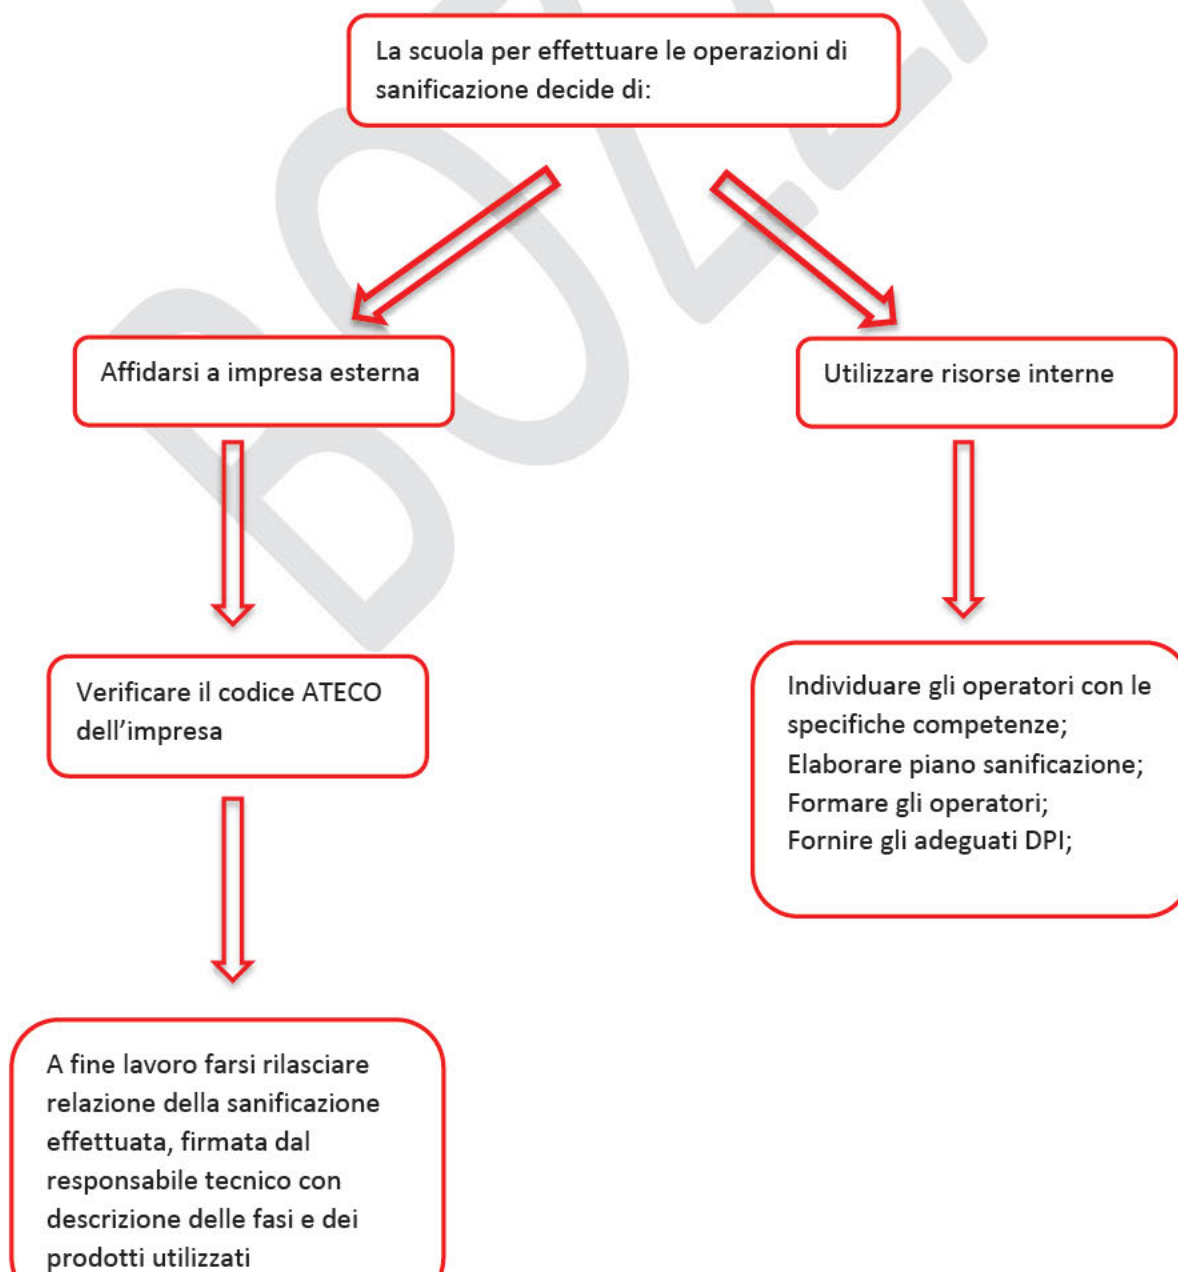 La scuola per effettuare le operazioni di
sanificazione decide di:
Affidarsi a impresa esterna
Utilizzare risorse interne
Verificare il codice ATECO
dell’impresa
Individuare gli operatori con le
specifiche competenze;
Elaborare piano sanificazione;
Formare gli operatori;
Fornire gli adeguati DPI;
A fine lavoro farsi rilasciare
relazione della sanificazione
effettuata, firmata dal
responsabile tecnico con
descrizione delle fasi e dei
prodotti utilizzati